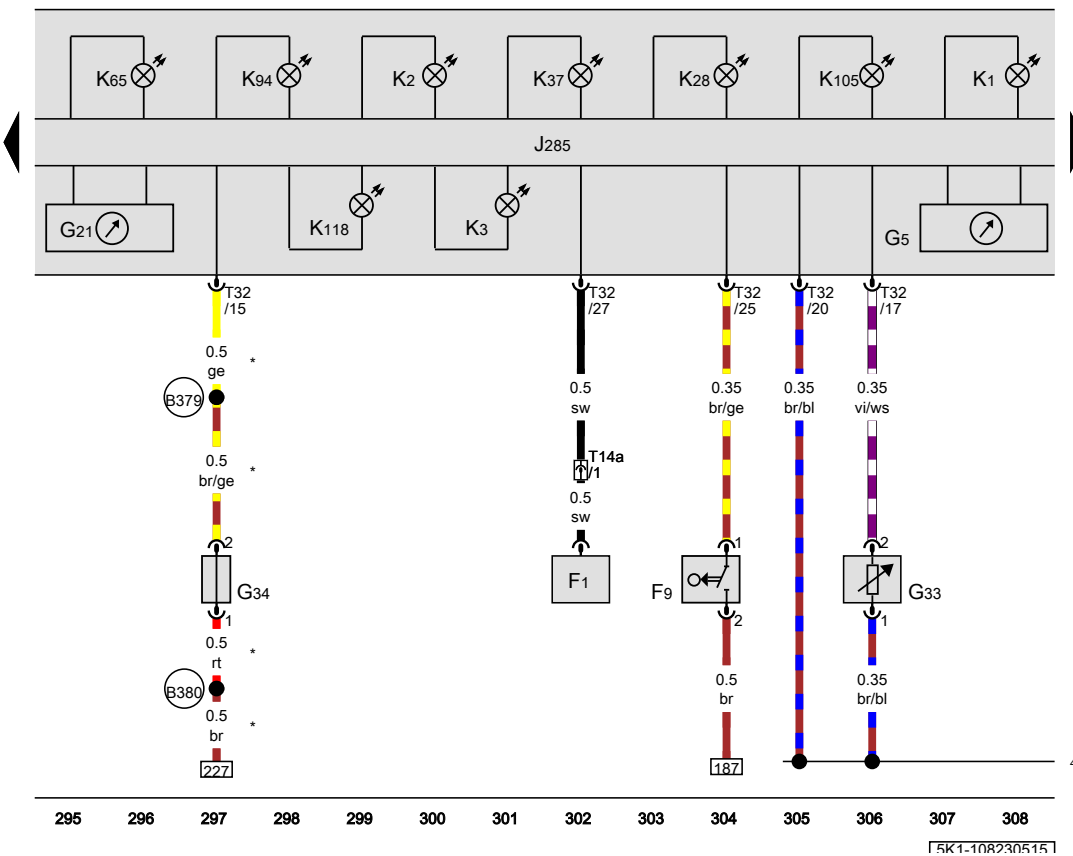 K65 K94 K2 K37 K28 K105 K1
J285
G21 K118 K3 G5
T32 T32 T32 T32 T32
/15 /27 /25 /20 /17
0.5 *
ge
0.5 0.35 0.35 0.35
sw br/ge br/bl vi/ws
B379
0.5 *
br/ge
T14a
/1
0.5
sw
2 1 2
G34 F1 F9 G33
1 2 1
0.5 *
rt
0.5 0.35
br br/bl
B380
0.5 *
br
227 187
295 296 297 298 299 300 301 302 303 304 305 306 307 308
5K1-108230515